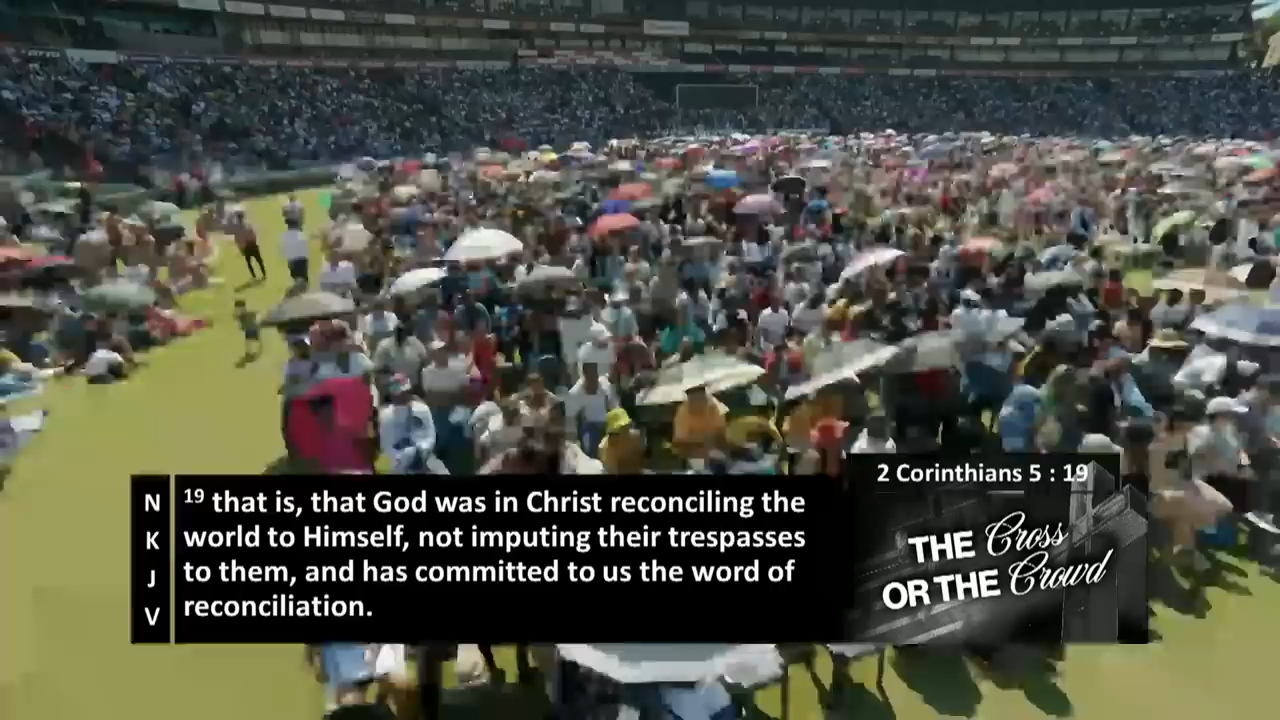 2 Corinthians 5 : 19
N
K
J
V
19 that is, that God was in Christ reconciling the
world to Himself, not imputing their trespasses
to them, and has committed to us the word of
reconciliation.
THE Cross
OR THE Crowd